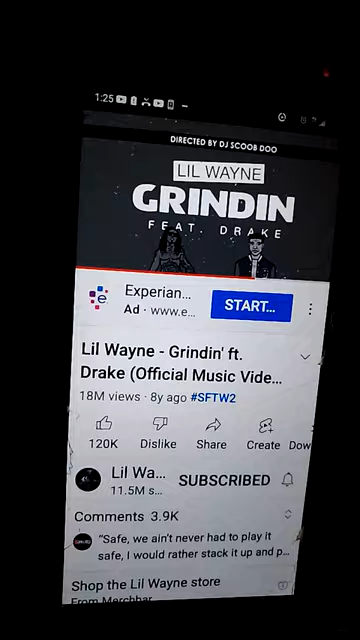 1:25
DIRECTED BY DJ SCOOB DOO
LIL WAYNE
GRINDIN
FEAT. DRAKE
Experian...
START...
Ad · www.e...
Lil Wayne - Grindin' ft.
Drake (Official Music Vide...
18M views · 8y ago #SFTW2
120K Dislike Share Create Dow
Lil Wa... SUBSCRIBED
11.5M s...
Comments 3.9K
"Safe, we ain't never had to play it
safe, I would rather stack it up and p...
Shop the Lil Wayne store
From Merchbar